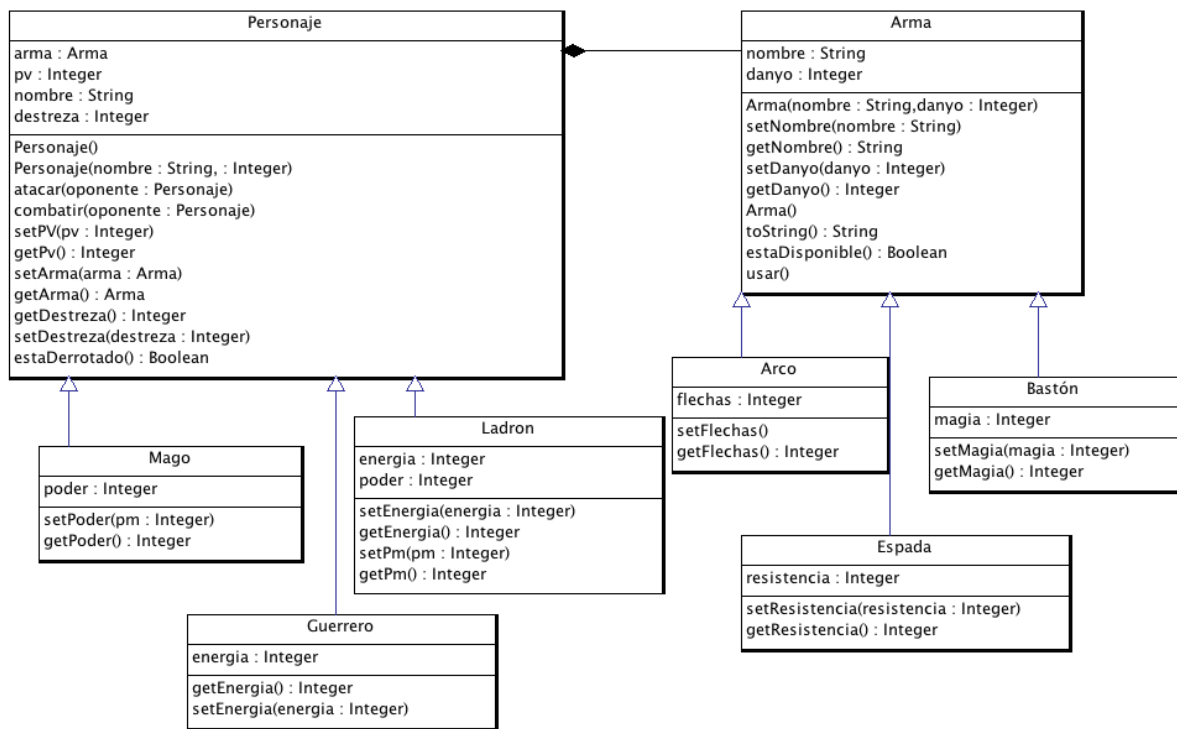 Personaje
arma : Arma
pv : Integer
nombre : String
destreza : Integer
Personaje()
Personaje(nombre : String, : Integer)
atacar(oponente : Personaje)
combatir(oponente : Personaje)
setPV(pv : Integer)
getPv() : Integer
setArma(arma : Arma)
getArma() : Arma
getDestreza() : Integer
setDestreza(destreza : Integer)
estaDerrotado() : Boolean
Arma
nombre : String
danyo : Integer
Arma(nombre : String,danyo : Integer)
setNombre(nombre : String)
getNombre() : String
setDanyo(danyo : Integer)
getDanyo() : Integer
Arma()
toString() : String
estaDisponible() : Boolean
usar()
Mago
poder : Integer
setPoder(pm : Integer)
getPoder() : Integer
Ladron
energia : Integer
poder : Integer
setEnergia(energia : Integer)
getEnergia() : Integer
setPm(pm : Integer)
getPm() : Integer
Guerrero
energia : Integer
getEnergia() : Integer
setEnergia(energia : Integer)
Arco
flechas : Integer
setFlechas()
getFlechas() : Integer
Bastón
magia : Integer
setMagia(magia : Integer)
getMagia() : Integer
Espada
resistencia : Integer
setResistencia(resistencia : Integer)
getResistencia() : Integer